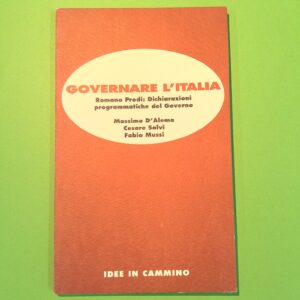 GOVERNARE L'ITALIA
Romano Prodi: Dichiarazioni
programmatiche del Governo
Massimo D'Alema
Cesare Salvi
Fabio Mussi
IDEE IN CAMMINO